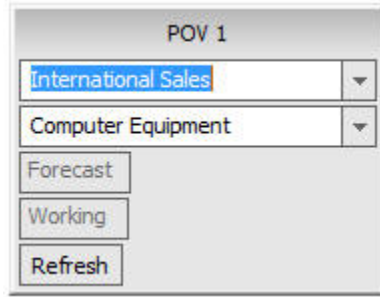 POV 1
International Sales
Computer Equipment
Forecast
Working
Refresh